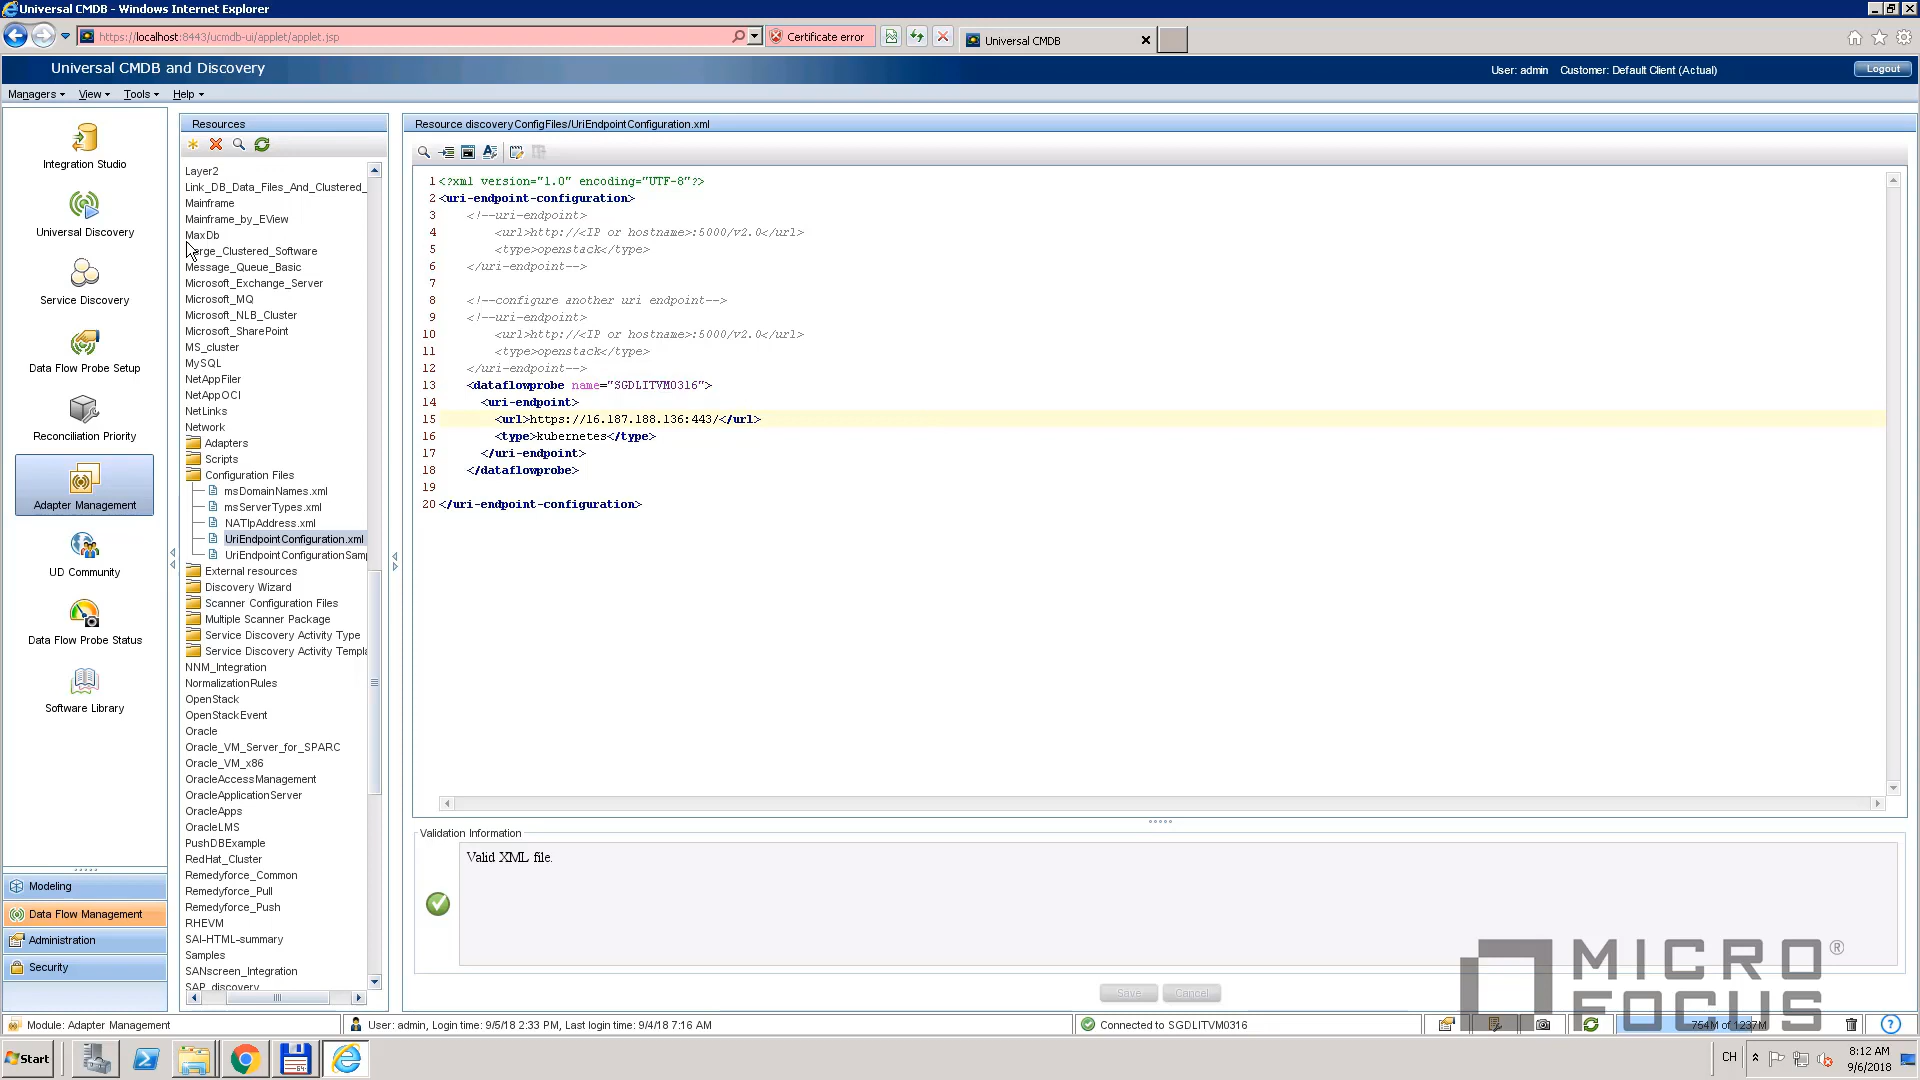 Universal CMDB - Windows Internet Explorer
https://localhost:8443/ucmdb-ui/applet/applet.jsp
Certificate error
Universal CMDB
Universal CMDB and Discovery
User: admin Customer: Default Client (Actual)
Logout
Managers View Tools Help
Integration Studio
Universal Discovery
Service Discovery
Data Flow Probe Setup
Reconciliation Priority
Adapter Management
UD Community
Data Flow Probe Status
Software Library
Modeling
Data Flow Management
Administration
Security
Resources
Layer2
Link_DB_Data_Files_And_Clustered_
Mainframe
Mainframe_by_EView
MaxDb
erge_Clustered_Software
Message_Queue_Basic
Microsoft_Exchange_Server
Microsoft_MQ
Microsoft_NLB_Cluster
Microsoft_SharePoint
MS_cluster
MySQL
NetAppFiler
NetAppOCI
NetLinks
Network
Adapters
Scripts
Configuration Files
msDomainNames.xml
msServerTypes.xml
NATIpAddress.xml
UriEndpointConfiguration.xml
UriEndpointConfigurationSamp
External resources
Discovery Wizard
Scanner Configuration Files
Multiple Scanner Package
Service Discovery Activity Type
Service Discovery Activity Templa
NNM_Integration
NormalizationRules
OpenStack
OpenStackEvent
Oracle
Oracle_VM_Server_for_SPARC
Oracle_VM_x86
OracleAccessManagement
OracleApplicationServer
OracleApps
OracleLMS
PushDBExample
RedHat_Cluster
Remedyforce_Common
Remedyforce_Pull
Remedyforce_Push
RHEVM
SAI-HTML-summary
Samples
SANscreen_Integration
SAP_discovery
Resource discoveryConfigFiles/UriEndpointConfiguration.xml
1 <?xml version="1.0" encoding="UTF-8"?>
2 <uri-endpoint-configuration>
3 <!--uri-endpoint>
4 <url>http://<IP or hostname>:5000/v2.0</url>
5 <type>openstack</type>
6 </uri-endpoint-->
7
8 <!--configure another uri endpoint-->
9 <!--uri-endpoint>
10 <url>http://<IP or hostname>:5000/v2.0</url>
11 <type>openstack</type>
12 </uri-endpoint-->
13 <dataflowprobe name="SGDLITVM0316">
14 <uri-endpoint>
15 <url>https://16.187.188.136:443/</url>
16 <type>kubernetes</type>
17 </uri-endpoint>
18 </dataflowprobe>
19
20 </uri-endpoint-configuration>
Validation Information
Valid XML file.
Save Cancel
MICRO ®
FOCUS
Module: Adapter Management
User: admin, Login time: 9/5/18 2:33 PM, Last login time: 9/4/18 7:16 AM
Connected to SGDLITVM0316
754M of 1237M
Start
64
CH
8:12 AM
9/6/2018